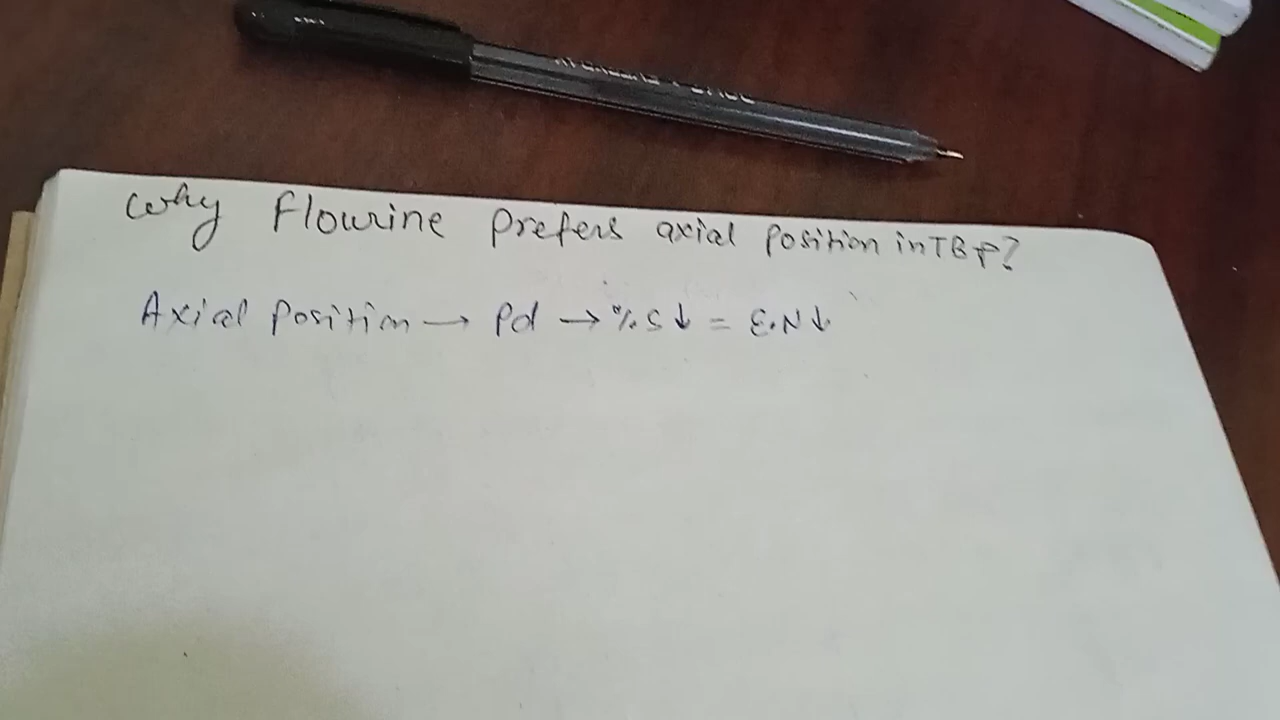 Why Flourine Prefers axial Position in TBP?
Axial Position → Pd → %S↓ = E.N↓